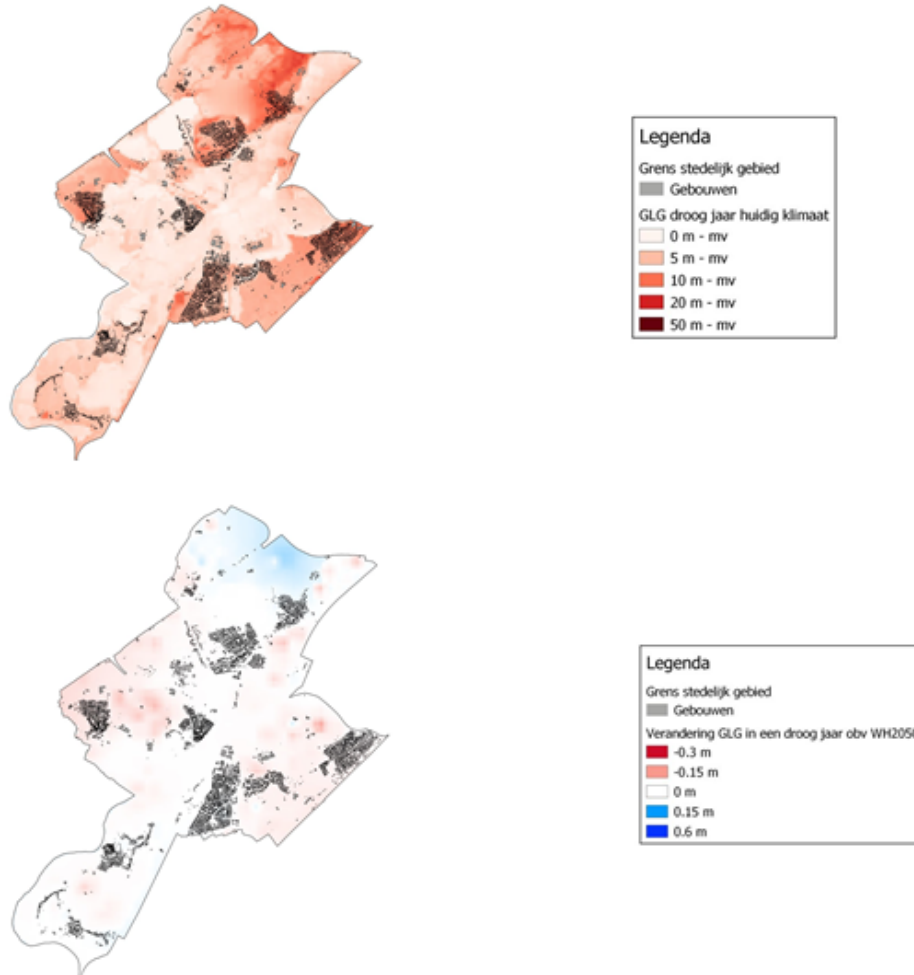 Legenda
Grens stedelijk gebied
Gebouwen
GLG droog jaar huidig klimaat
0 m - mv
5 m - mv
10 m - mv
20 m - mv
50 m - mv
Legenda
Grens stedelijk gebied
Gebouwen
Verandering GLG in een droog jaar obv WH205
-0.3 m
-0.15 m
0 m
0.15 m
0.6 m